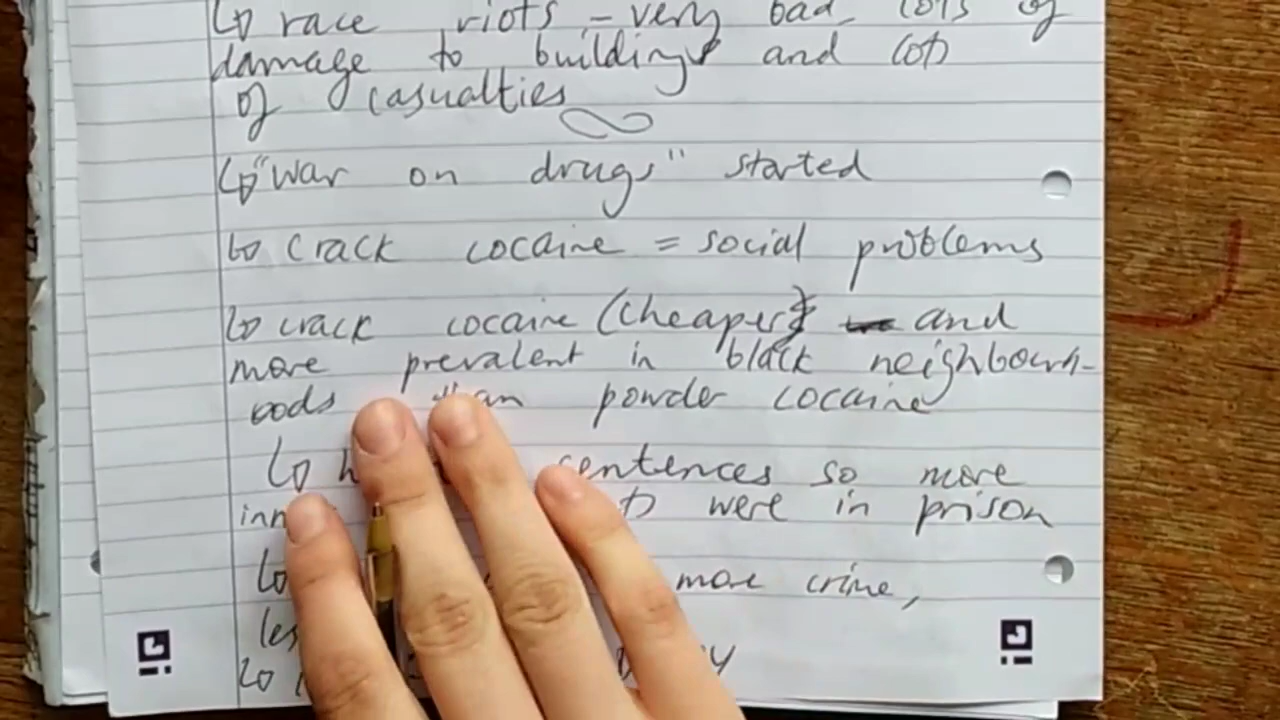 ↳ race riots – very bad, lots of
damage to buildings and lots
of casualties
↳ "War on drugs" started
↳ crack cocaine = social problems
↳ crack cocaine (cheaper) and
more prevalent in black neighbourh-
oods than powder cocaine
↳ sentences so more
were in prison
↳ more crime,
↳